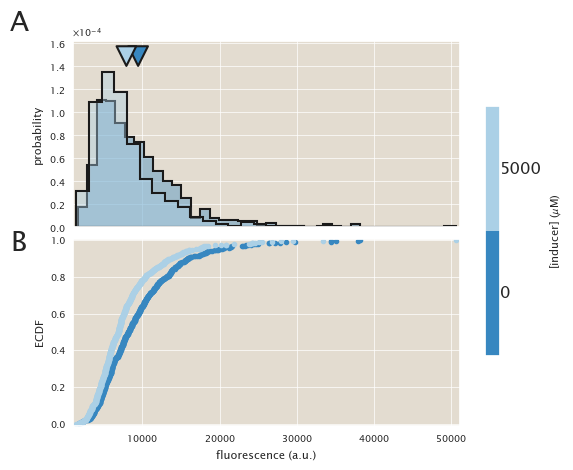 A
×10⁻⁴
1.6
1.4
1.2
1.0
0.8
0.6
0.4
0.2
0.0
probability
B
1.0
0.8
0.6
0.4
0.2
0.0
ECDF
10000 20000 30000 40000 50000
fluorescence (a.u.)
5000
0
[inducer] (μM)